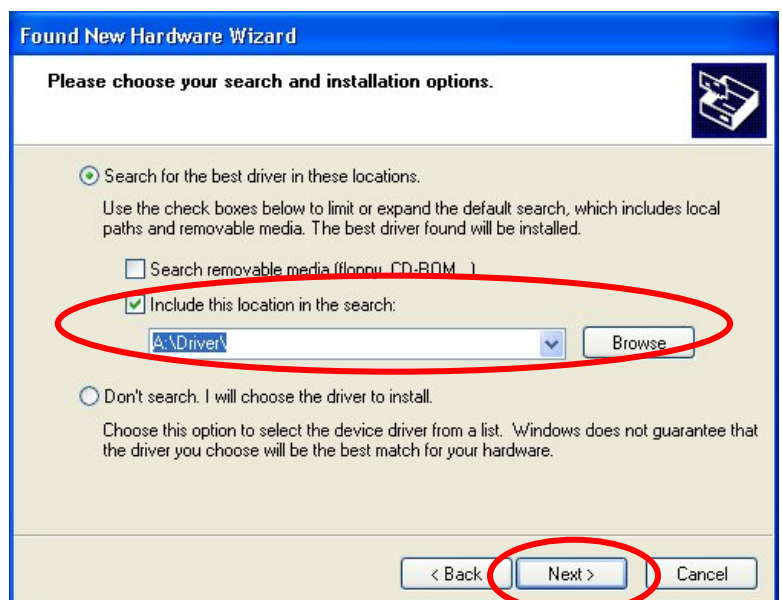 Found New Hardware Wizard
Please choose your search and installation options.
Search for the best driver in these locations.
Use the check boxes below to limit or expand the default search, which includes local
paths and removable media. The best driver found will be installed.
Search removable media (floppy, CD-ROM...)
Include this location in the search:
A:\Driver\
Browse
Don't search. I will choose the driver to install.
Choose this option to select the device driver from a list. Windows does not guarantee that
the driver you choose will be the best match for your hardware.
< Back Next > Cancel